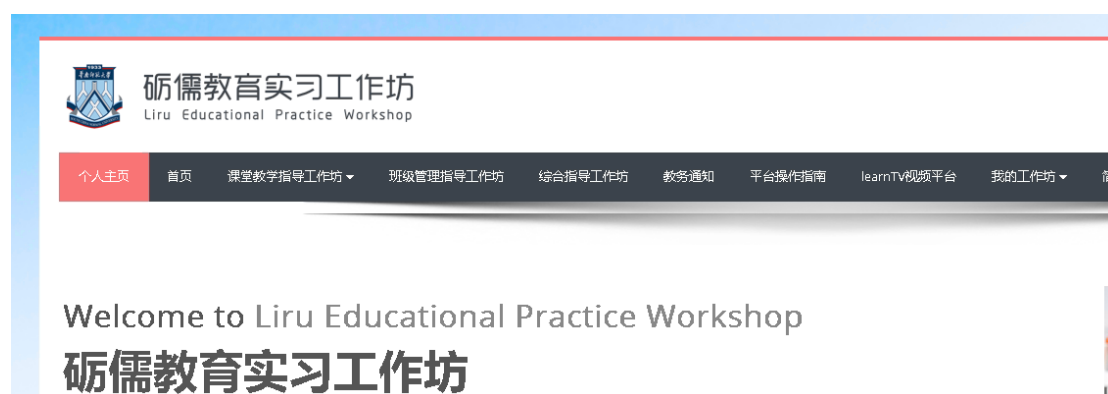 砺儒教育实习工作坊
Liru Educational Practice Workshop
个人主页 首页 课堂教学指导工作坊 班级管理指导工作坊 综合指导工作坊 教务通知 平台操作指南 learnTV视频平台 我的工作坊
Welcome to Liru Educational Practice Workshop
砺儒教育实习工作坊